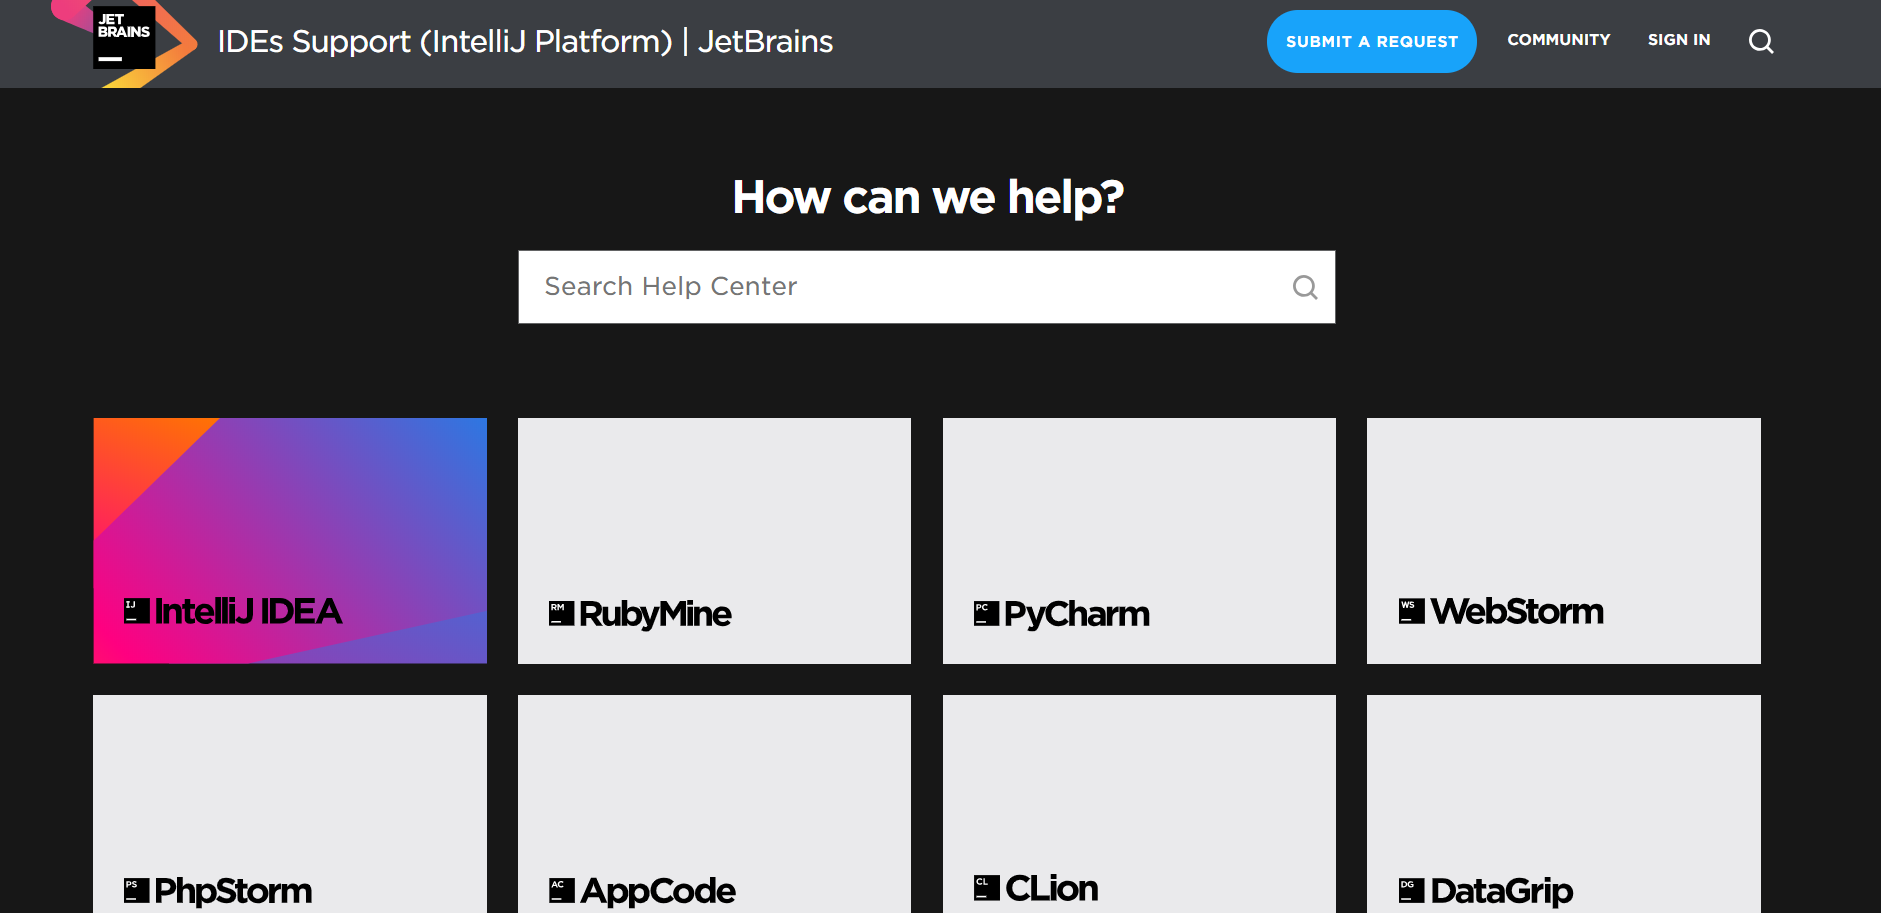 JET
BRAINS
IDEs Support (IntelliJ Platform) | JetBrains
SUBMIT A REQUEST
COMMUNITY
SIGN IN
How can we help?
Search Help Center
IJ IntelliJ IDEA
RM RubyMine
PC PyCharm
WS WebStorm
PS PhpStorm
AC AppCode
CL CLion
DG DataGrip